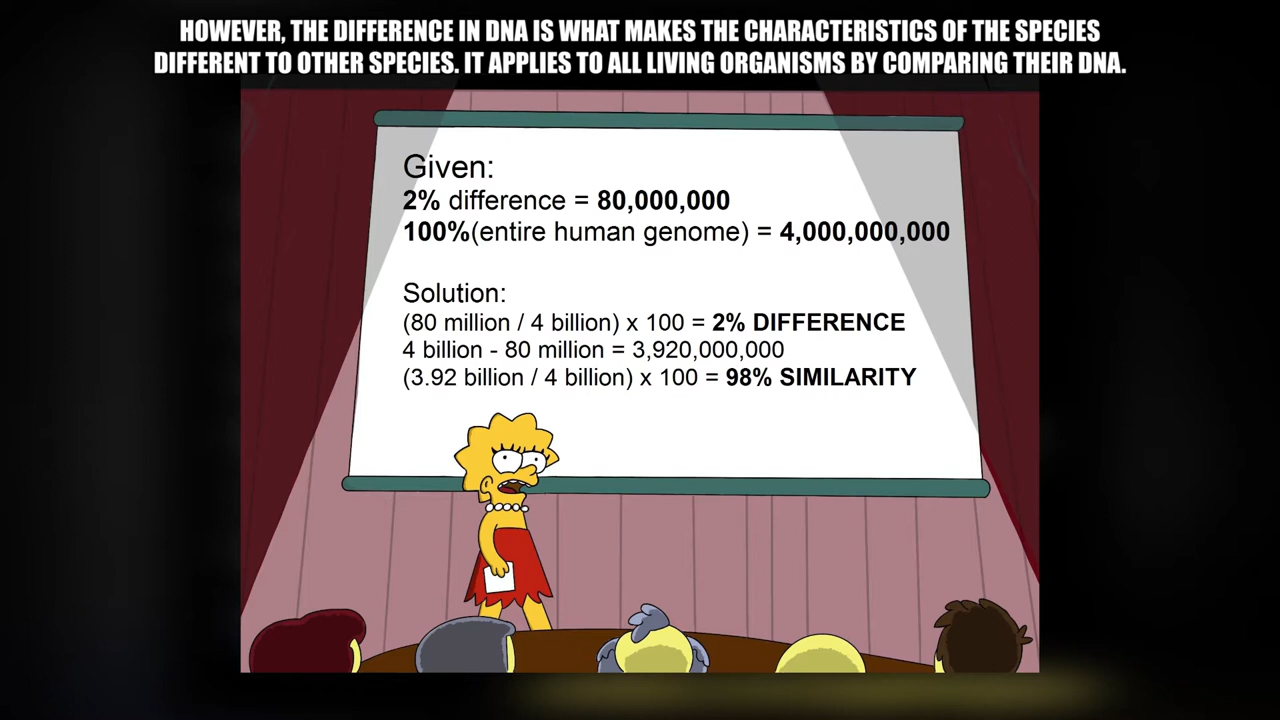 HOWEVER, THE DIFFERENCE IN DNA IS WHAT MAKES THE CHARACTERISTICS OF THE SPECIES
DIFFERENT TO OTHER SPECIES. IT APPLIES TO ALL LIVING ORGANISMS BY COMPARING THEIR DNA.
Given:
2% difference = 80,000,000
100%(entire human genome) = 4,000,000,000
Solution:
(80 million / 4 billion) x 100 = 2% DIFFERENCE
4 billion - 80 million = 3,920,000,000
(3.92 billion / 4 billion) x 100 = 98% SIMILARITY